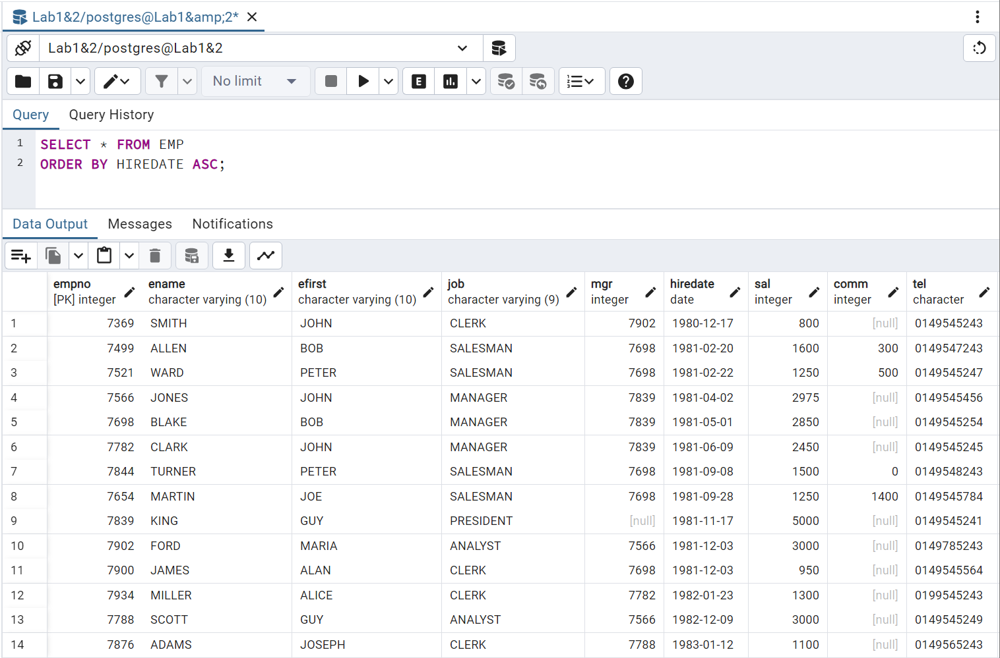 Lab1&2/postgres@Lab1&amp;2*
Lab1&2/postgres@Lab1&2
No limit
E
Query Query History
1 SELECT * FROM EMP
2 ORDER BY HIREDATE ASC;
Data Output Messages Notifications
empno ename efirst job mgr hiredate sal comm tel
[PK] integer character varying (10) character varying (10) character varying (9) integer date integer integer character
1 7369 SMITH JOHN CLERK 7902 1980-12-17 800 [null] 0149545243
2 7499 ALLEN BOB SALESMAN 7698 1981-02-20 1600 300 0149547243
3 7521 WARD PETER SALESMAN 7698 1981-02-22 1250 500 0149545247
4 7566 JONES JOHN MANAGER 7839 1981-04-02 2975 [null] 0149545456
5 7698 BLAKE BOB MANAGER 7839 1981-05-01 2850 [null] 0149545254
6 7782 CLARK JOHN MANAGER 7839 1981-06-09 2450 [null] 0149545245
7 7844 TURNER PETER SALESMAN 7698 1981-09-08 1500 0 0149548243
8 7654 MARTIN JOE SALESMAN 7698 1981-09-28 1250 1400 0149545784
9 7839 KING GUY PRESIDENT [null] 1981-11-17 5000 [null] 0149545241
10 7902 FORD MARIA ANALYST 7566 1981-12-03 3000 [null] 0149785243
11 7900 JAMES ALAN CLERK 7698 1981-12-03 950 [null] 0149545564
12 7934 MILLER ALICE CLERK 7782 1982-01-23 1300 [null] 0199545243
13 7788 SCOTT GUY ANALYST 7566 1982-12-09 3000 [null] 0149545249
14 7876 ADAMS JOSEPH CLERK 7788 1983-01-12 1100 [null] 0149565243